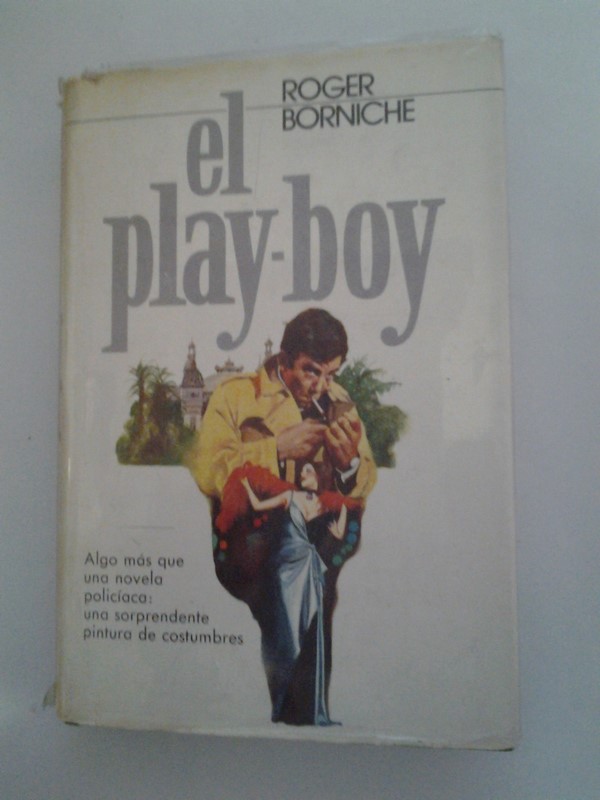 ROGER
BORNICHE
el
play-boy
Algo más que
una novela
policíaca:
una sorprendente
pintura de costumbres